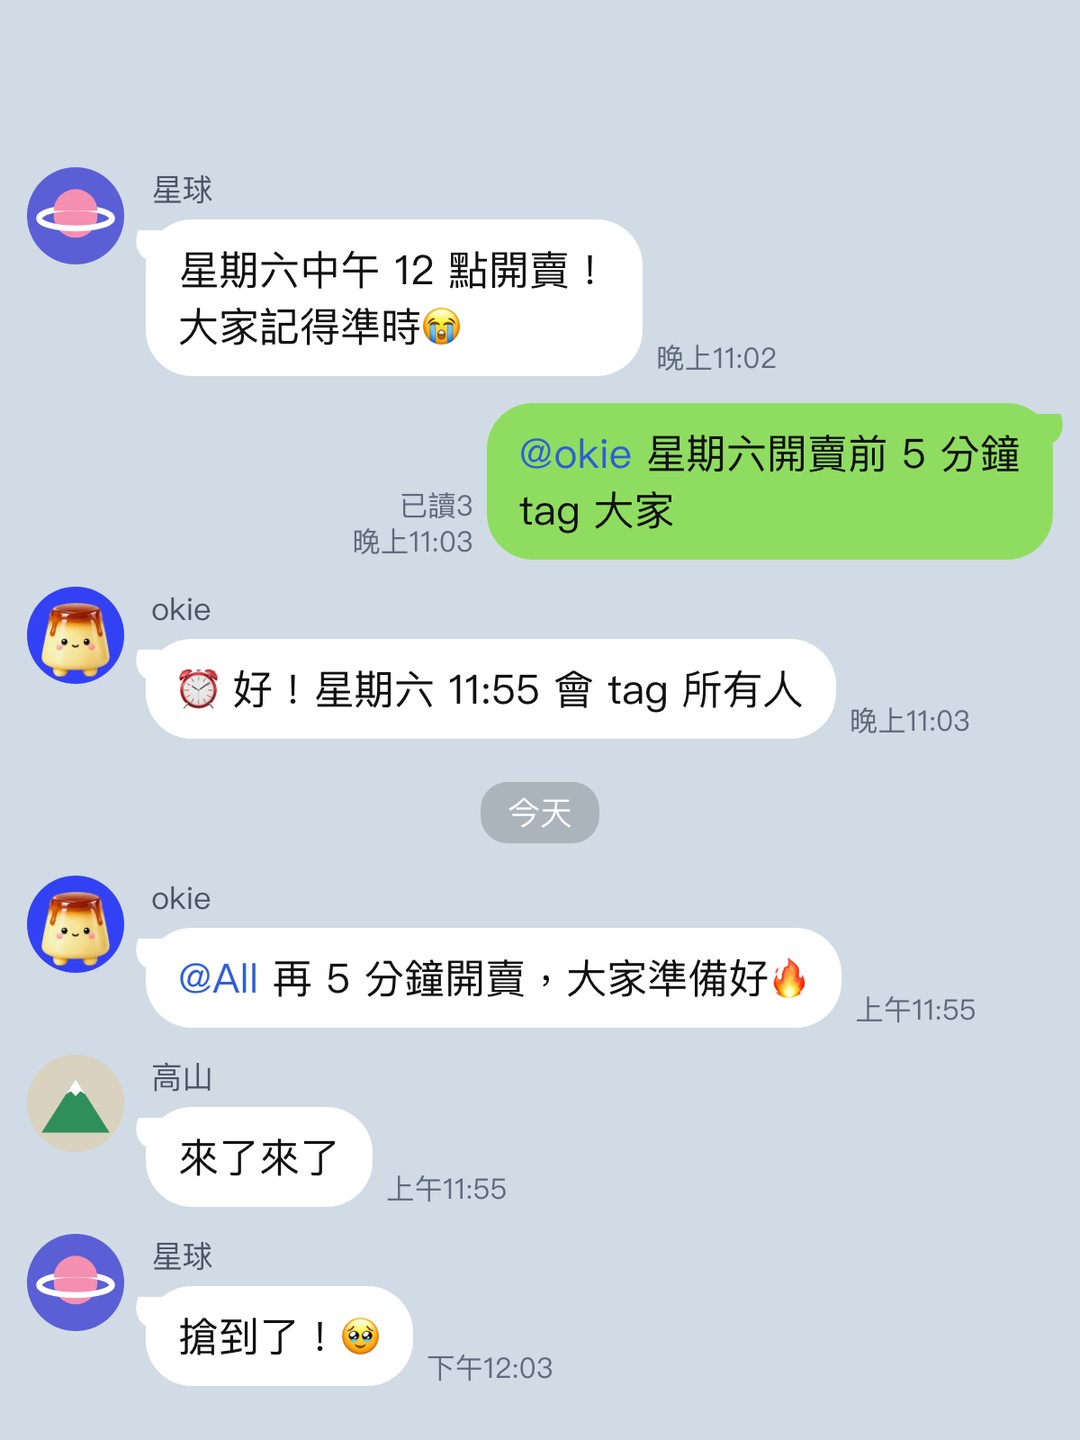 星球
星期六中午 12 點開賣！
大家記得準時😭
晚上11:02
@okie 星期六開賣前 5 分鐘
tag 大家
已讀3
晚上11:03
okie
⏰ 好！星期六 11:55 會 tag 所有人
晚上11:03
今天
okie
@All 再 5 分鐘開賣，大家準備好🔥
上午11:55
高山
來了來了
上午11:55
星球
搶到了！🥹
下午12:03